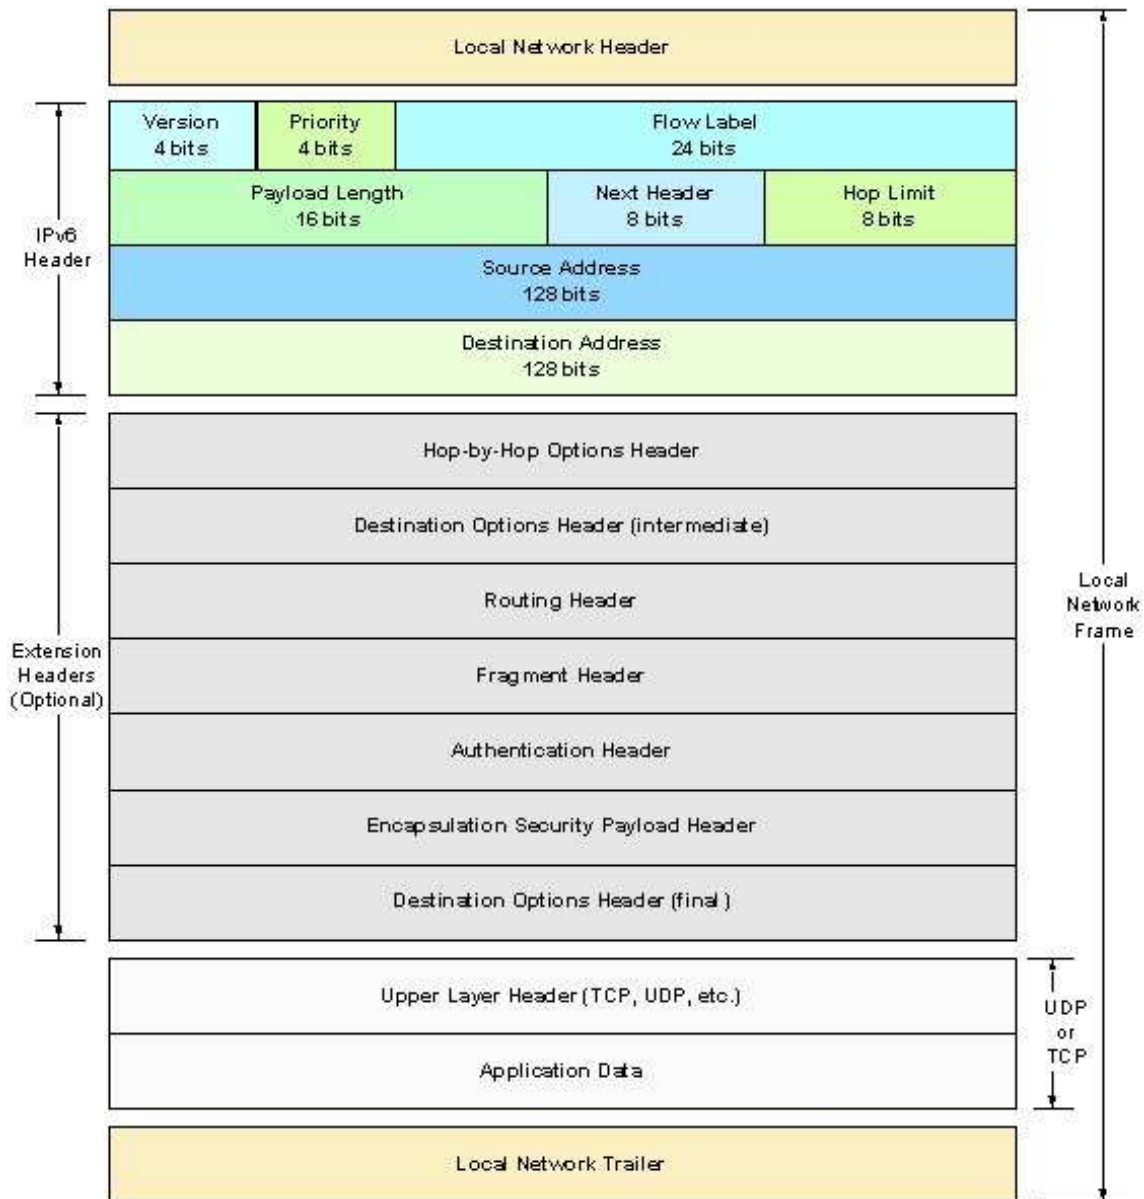 Local Network Header
Version
4 bits
Priority
4 bits
Flow Label
24 bits
Payload Length
16 bits
Next Header
8 bits
Hop Limit
8 bits
IPv6
Header
Source Address
128 bits
Destination Address
128 bits
Hop-by-Hop Options Header
Destination Options Header (intermediate)
Routing Header
Fragment Header
Authentication Header
Encapsulation Security Payload Header
Destination Options Header (final)
Extension
Headers
(Optional)
Local
Network
Frame
Upper Layer Header (TCP, UDP, etc.)
Application Data
UDP
or
TCP
Local Network Trailer